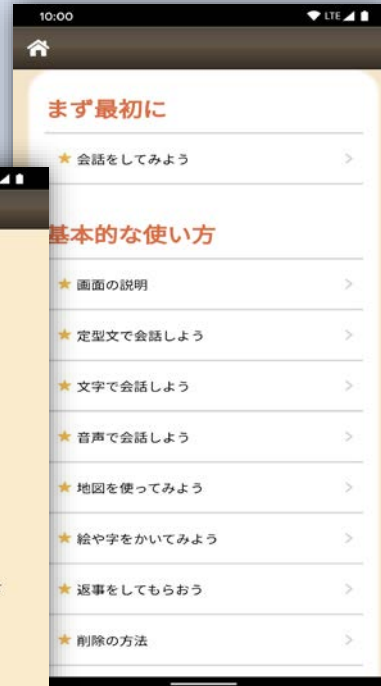 10:00
LTE
まず最初に
会話をしてみよう
基本的な使い方
画面の説明
定型文で会話しよう
文字で会話しよう
音声で会話しよう
地図を使ってみよう
絵や字をかいてみよう
返事をしてもらおう
削除の方法